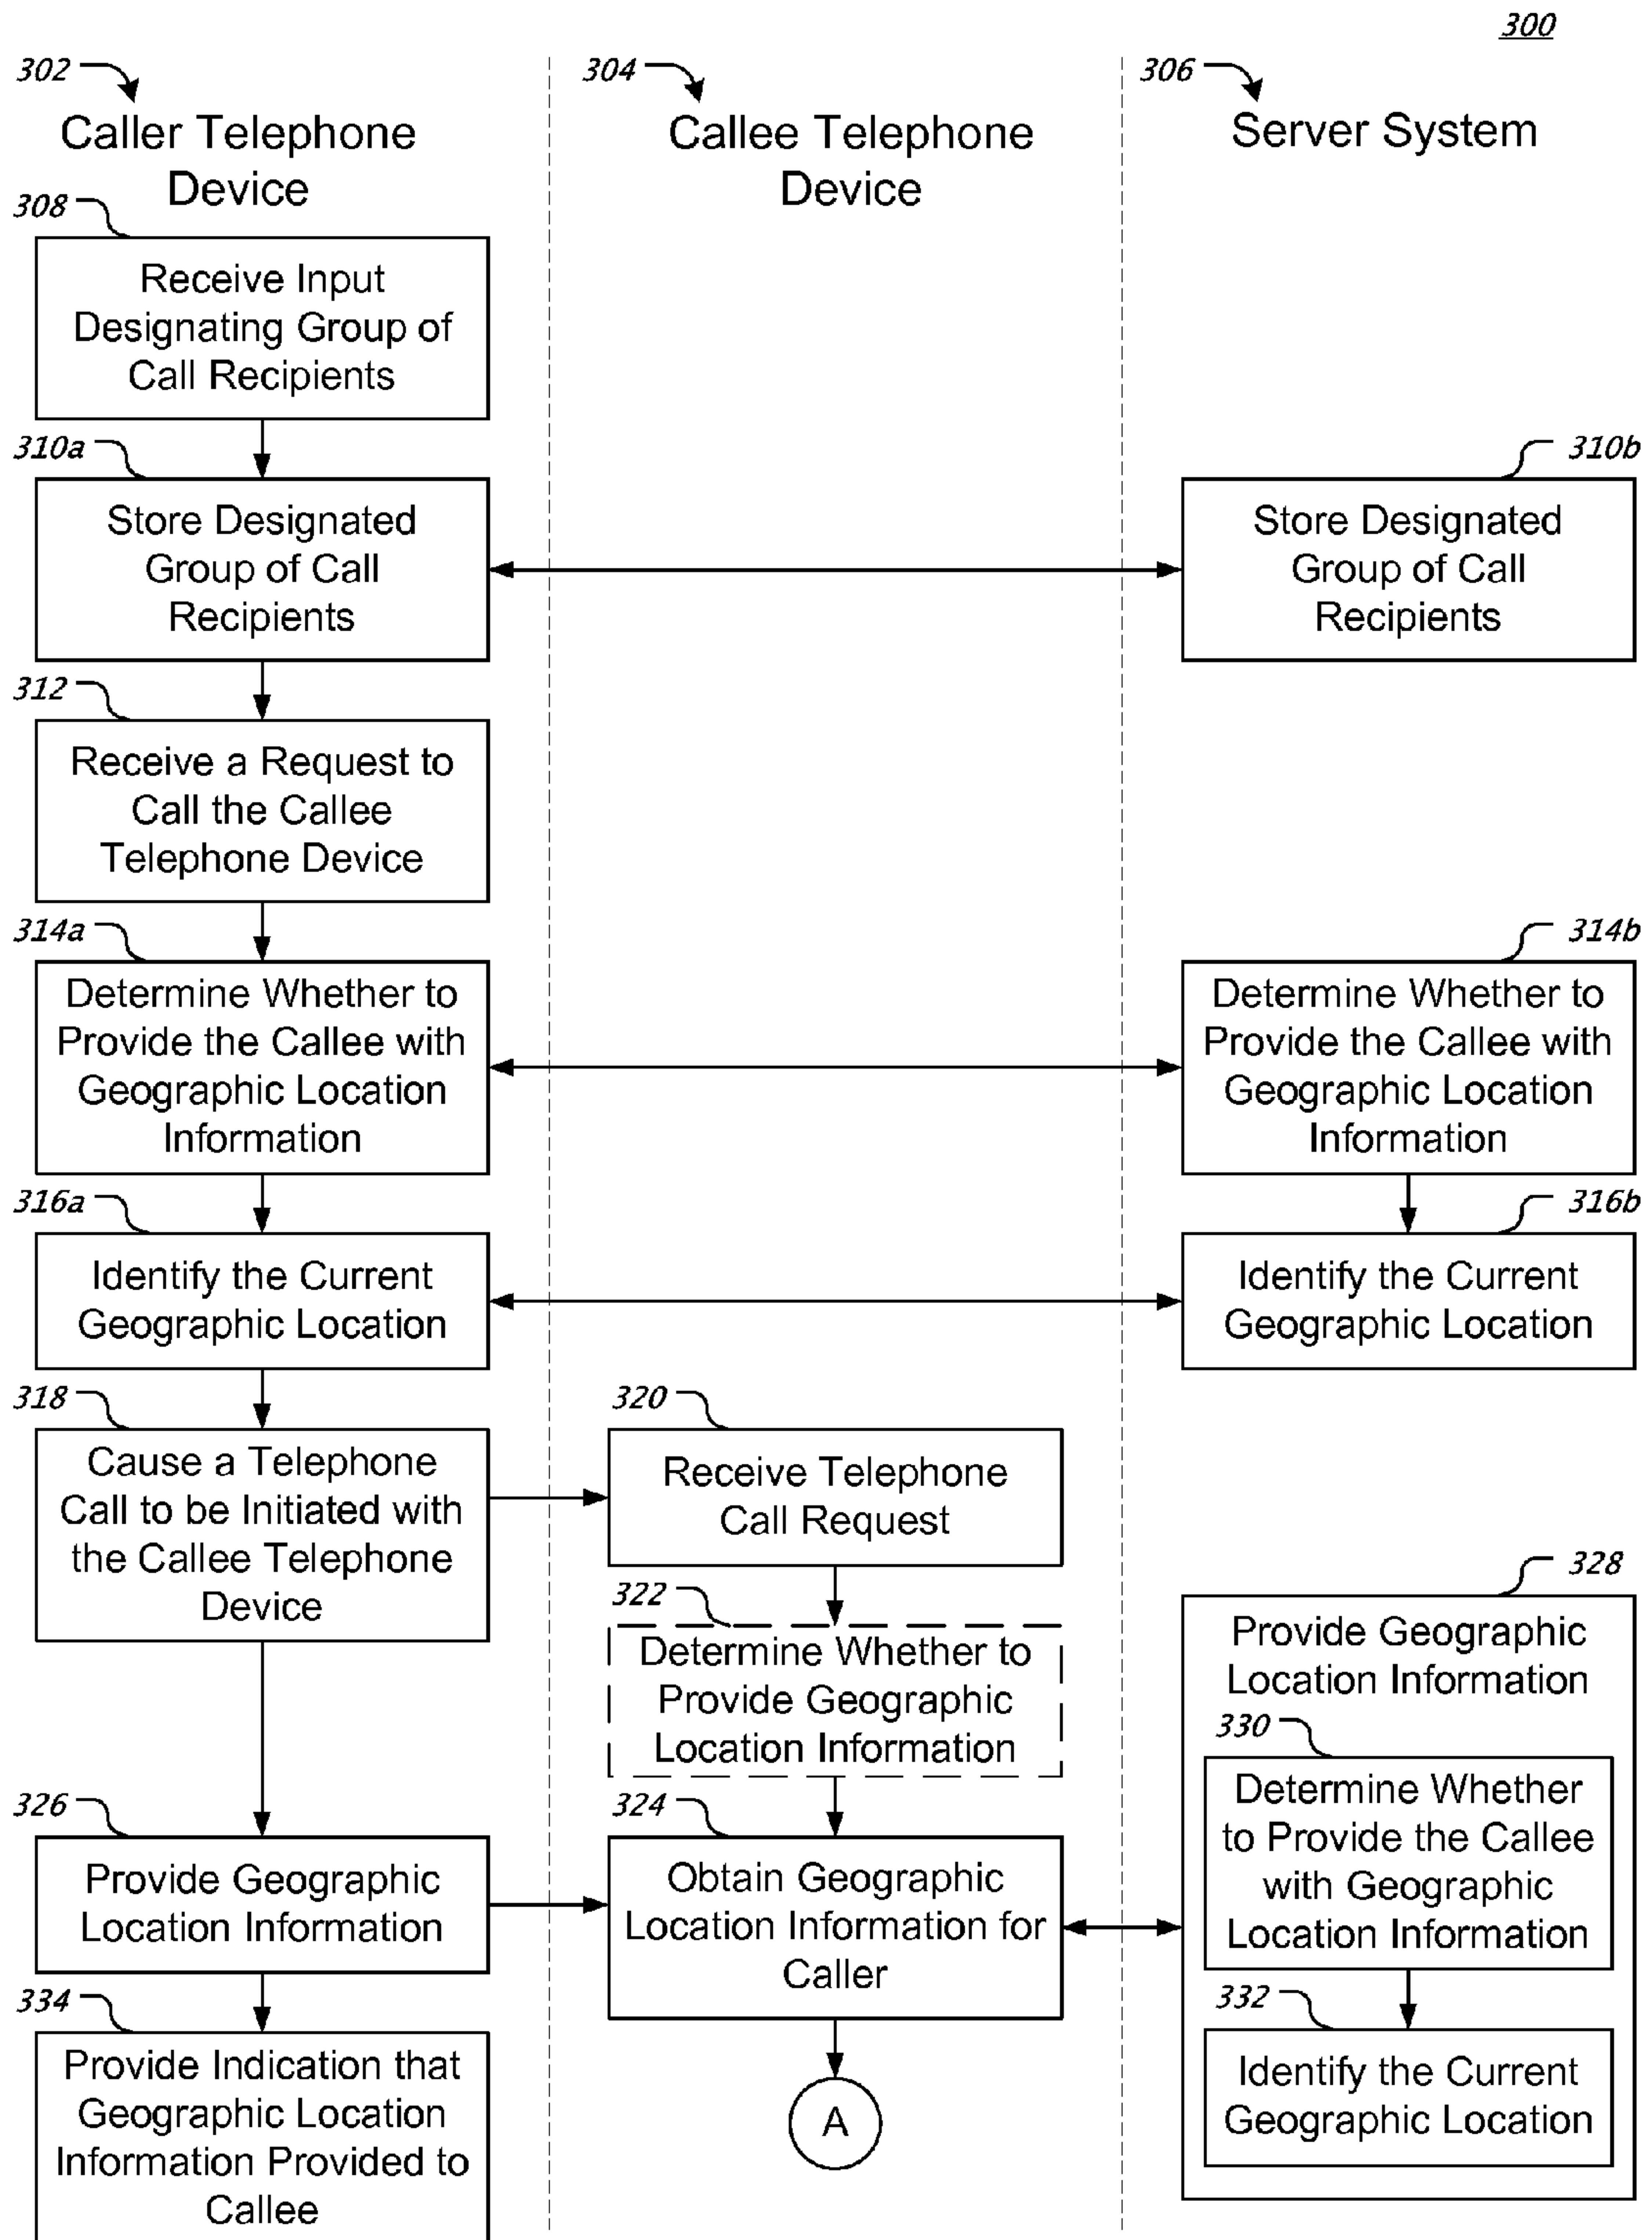 300
302
Caller Telephone
Device
304
Callee Telephone
Device
306
Server System
308
Receive Input
Designating Group of
Call Recipients
310a
Store Designated
Group of Call
Recipients
310b
Store Designated
Group of Call
Recipients
312
Receive a Request to
Call the Callee
Telephone Device
314a
Determine Whether to
Provide the Callee with
Geographic Location
Information
314b
Determine Whether to
Provide the Callee with
Geographic Location
Information
316a
Identify the Current
Geographic Location
316b
Identify the Current
Geographic Location
318
Cause a Telephone
Call to be Initiated with
the Callee Telephone
Device
320
Receive Telephone
Call Request
322
Determine Whether to
Provide Geographic
Location Information
328
Provide Geographic
Location Information
330
Determine Whether
to Provide the Callee
with Geographic
Location Information
326
Provide Geographic
Location Information
324
Obtain Geographic
Location Information for
Caller
332
Identify the Current
Geographic Location
334
Provide Indication that
Geographic Location
Information Provided to
Callee
A